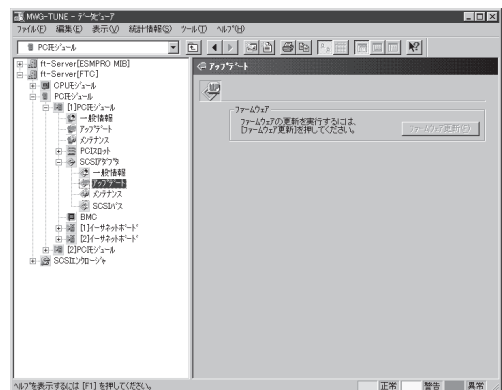 MWG-TUNE - ﾃﾞｰﾀﾋﾞｭｰｱ
ファイル(F) 編集(E) 表示(V) 統計情報(S) ﾂｰﾙ(T) ﾍﾙﾌﾟ(H)
PCIﾓｼﾞｭｰﾙ
ft-Server[ESMPRO MIB]
ft-Server[FTC]
CPUﾓｼﾞｭｰﾙ
PCIﾓｼﾞｭｰﾙ
[1]PCIﾓｼﾞｭｰﾙ
一般情報
ｱｯﾌﾟﾃﾞｰﾄ
ﾒﾝﾃﾅﾝｽ
PCIｽﾛｯﾄ
SCSIｱﾀﾞﾌﾟﾀ
一般情報
ｱｯﾌﾟﾃﾞｰﾄ
ﾒﾝﾃﾅﾝｽ
SCSIﾊﾞｽ
BMC
[1]ｲｰｻﾈｯﾄﾎﾞｰﾄﾞ
[2]ｲｰｻﾈｯﾄﾎﾞｰﾄﾞ
[2]PCIﾓｼﾞｭｰﾙ
SCSIｴﾝｸﾛｰｼﾞｬ
ｱｯﾌﾟﾃﾞｰﾄ
ﾌｧｰﾑｳｪｱ
ﾌｧｰﾑｳｪｱの更新を実行するには、
[ﾌｧｰﾑｳｪｱ更新]を押してください。
ﾌｧｰﾑｳｪｱ更新(F)
ﾍﾙﾌﾟを表示するには [F1] を押してください。
正常 警告 異常